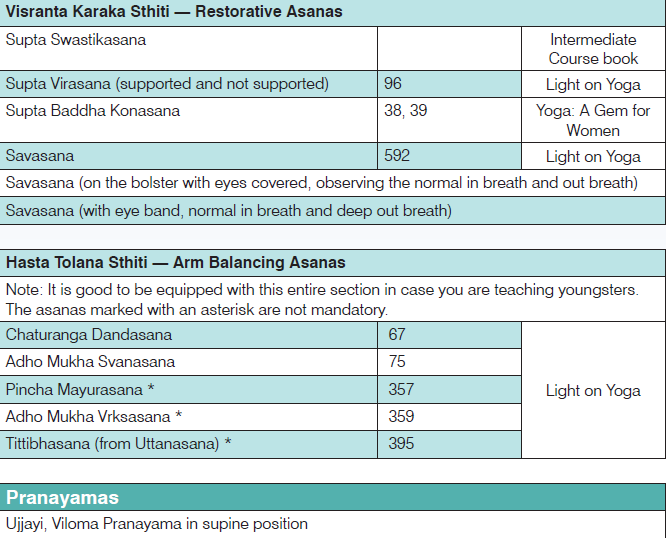 Visranta Karaka Sthiti — Restorative Asanas
Supta Swastikasana Intermediate
Course book
Supta Virasana (supported and not supported) 96 Light on Yoga
Supta Baddha Konasana 38, 39 Yoga: A Gem for
Women
Savasana 592 Light on Yoga
Savasana (on the bolster with eyes covered, observing the normal in breath and out breath)
Savasana (with eye band, normal in breath and deep out breath)
Hasta Tolana Sthiti — Arm Balancing Asanas
Note: It is good to be equipped with this entire section in case you are teaching youngsters.
The asanas marked with an asterisk are not mandatory.
Chaturanga Dandasana 67
Adho Mukha Svanasana 75
Pincha Mayurasana * 357 Light on Yoga
Adho Mukha Vrksasana * 359
Tittibhasana (from Uttanasana) * 395
Pranayamas
Ujjayi, Viloma Pranayama in supine position